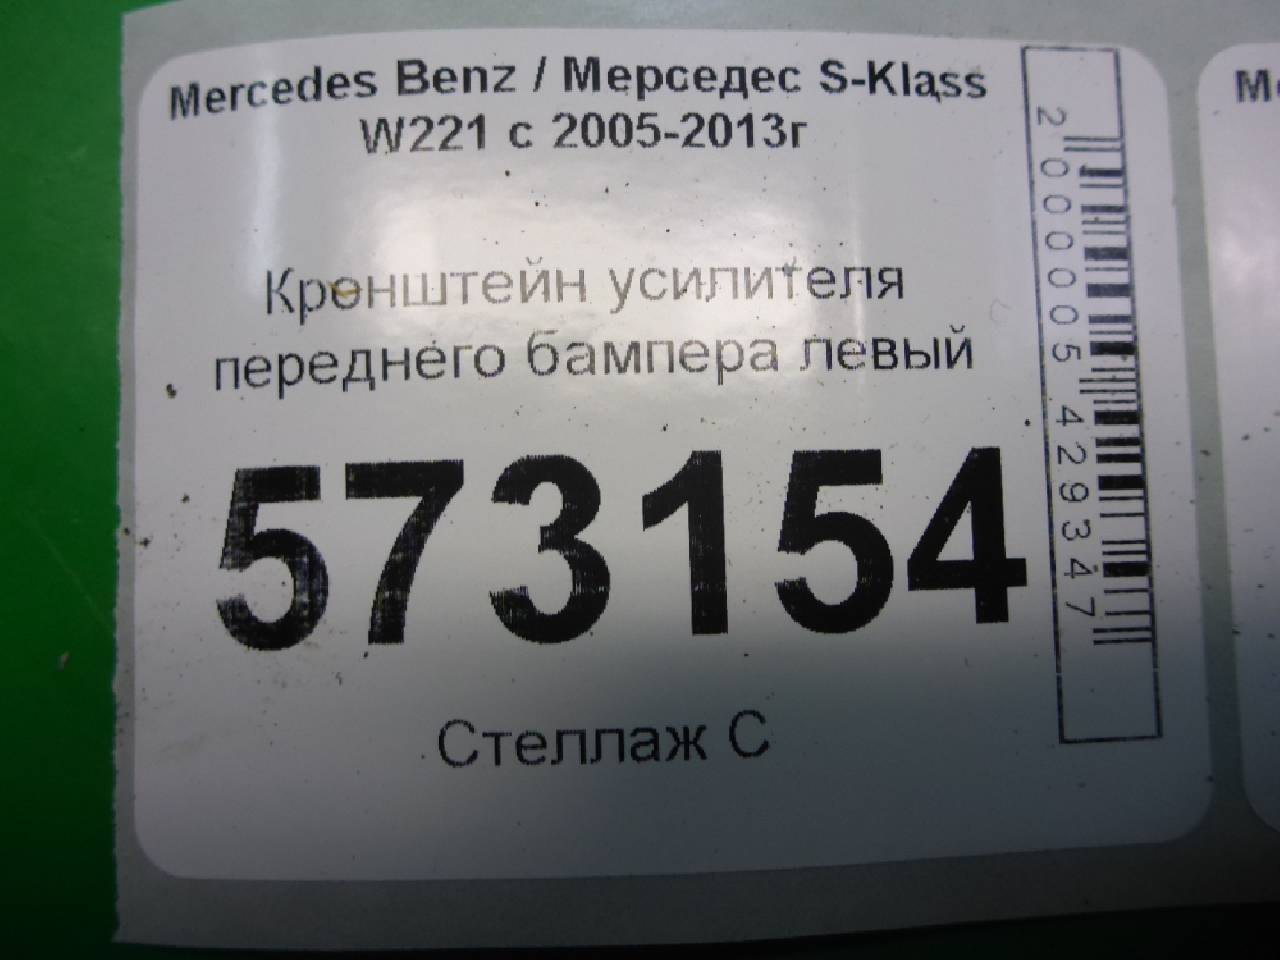 Mercedes Benz / Мерседес S-Klass
W221 с 2005-2013г
Кронштейн усилителя
переднего бампера левый
573154
Стеллаж С
2000005429347